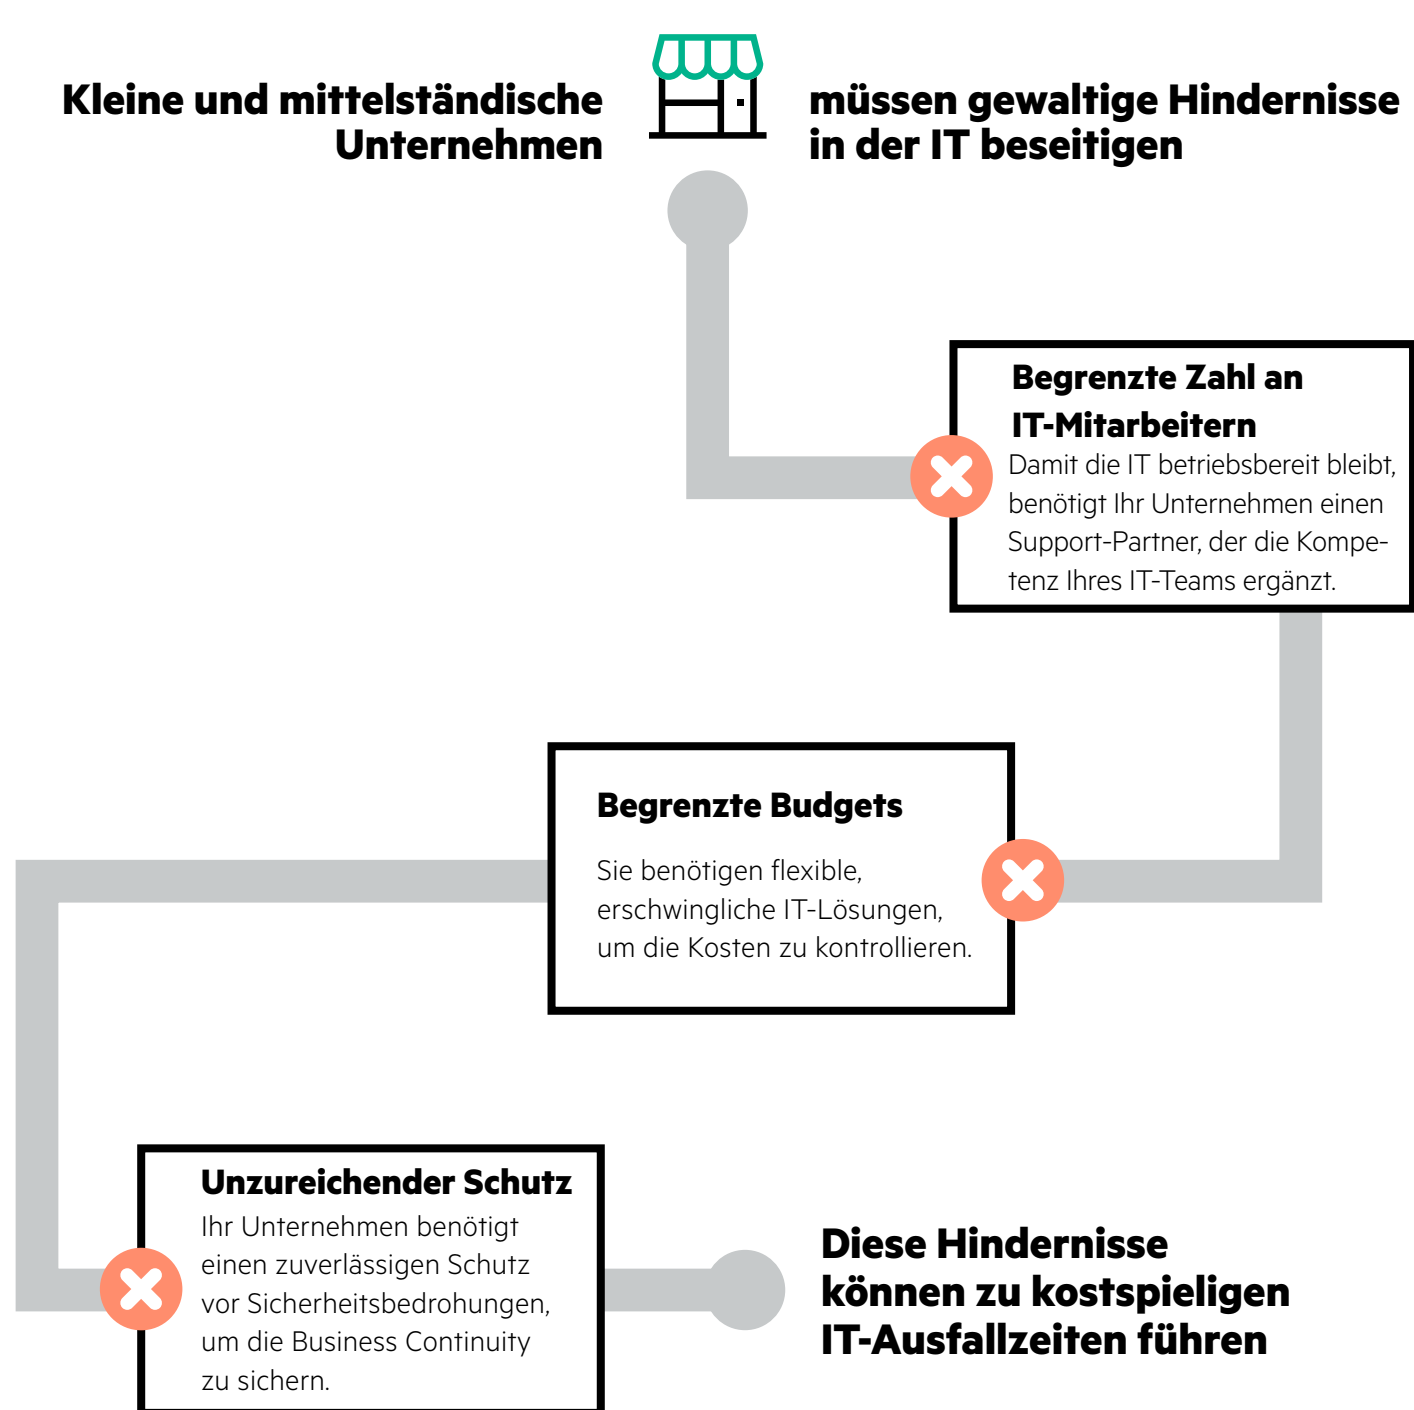 Kleine und mittelständische
Unternehmen
müssen gewaltige Hindernisse
in der IT beseitigen
Begrenzte Zahl an
IT-Mitarbeitern
Damit die IT betriebsbereit bleibt,
benötigt Ihr Unternehmen einen
Support-Partner, der die Kompe-
tenz Ihres IT-Teams ergänzt.
Begrenzte Budgets
Sie benötigen flexible,
erschwingliche IT-Lösungen,
um die Kosten zu kontrollieren.
Unzureichender Schutz
Ihr Unternehmen benötigt
einen zuverlässigen Schutz
vor Sicherheitsbedrohungen,
um die Business Continuity
zu sichern.
Diese Hindernisse
können zu kostspieligen
IT-Ausfallzeiten führen